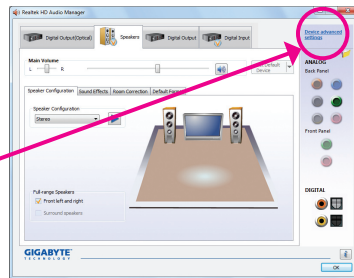 Realtek HD Audio Manager
Digital Output(Optical)
Speakers
Digital Output
Digital Input
Device advanced
settings
Main Volume
L
R
Default
Device
ANALOG
Back Panel
Speaker Configuration
Sound Effects
Room Correction
Default Format
Speaker Configuration
Stereo
Front Panel
Full-range Speakers
Front left and right
Surround speakers
DIGITAL
GIGABYTE
TECHNOLOGY
OK